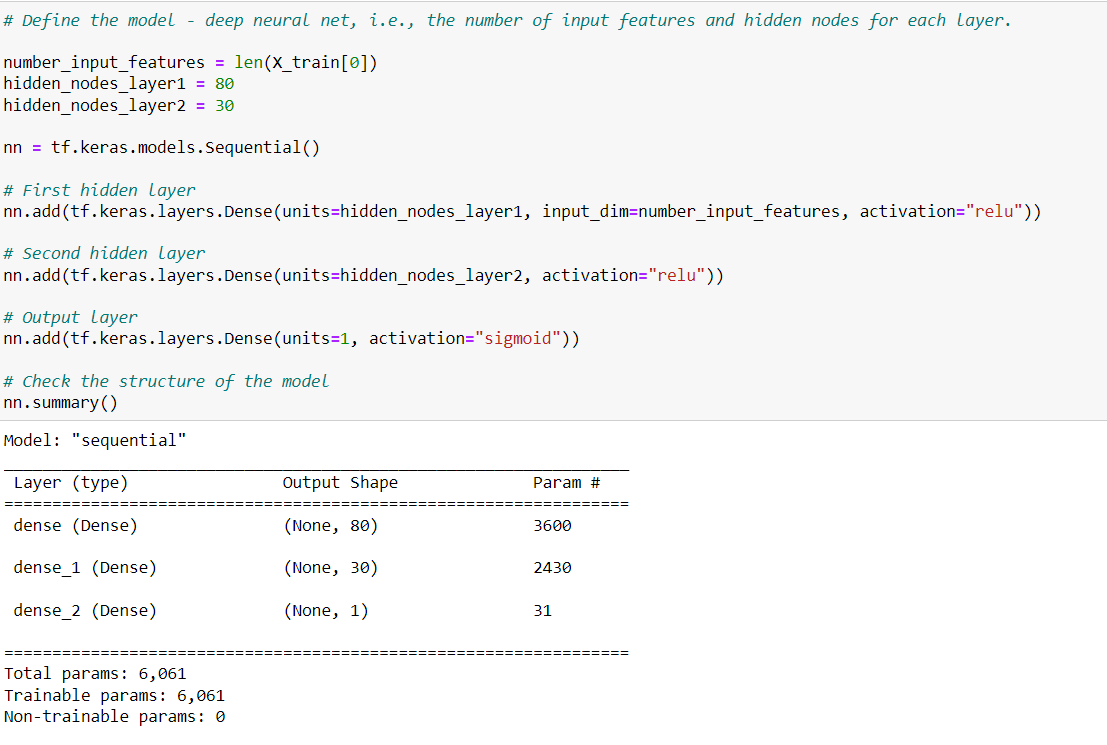 # Define the model - deep neural net, i.e., the number of input features and hidden nodes for each layer.
number_input_features = len(X_train[0])
hidden_nodes_layer1 = 80
hidden_nodes_layer2 = 30
nn = tf.keras.models.Sequential()
# First hidden layer
nn.add(tf.keras.layers.Dense(units=hidden_nodes_layer1, input_dim=number_input_features, activation="relu"))
# Second hidden layer
nn.add(tf.keras.layers.Dense(units=hidden_nodes_layer2, activation="relu"))
# Output layer
nn.add(tf.keras.layers.Dense(units=1, activation="sigmoid"))
# Check the structure of the model
nn.summary()
Model: "sequential"
_________________________________________________________________
Layer (type) Output Shape Param #
=================================================================
dense (Dense) (None, 80) 3600
dense_1 (Dense) (None, 30) 2430
dense_2 (Dense) (None, 1) 31
=================================================================
Total params: 6,061
Trainable params: 6,061
Non-trainable params: 0